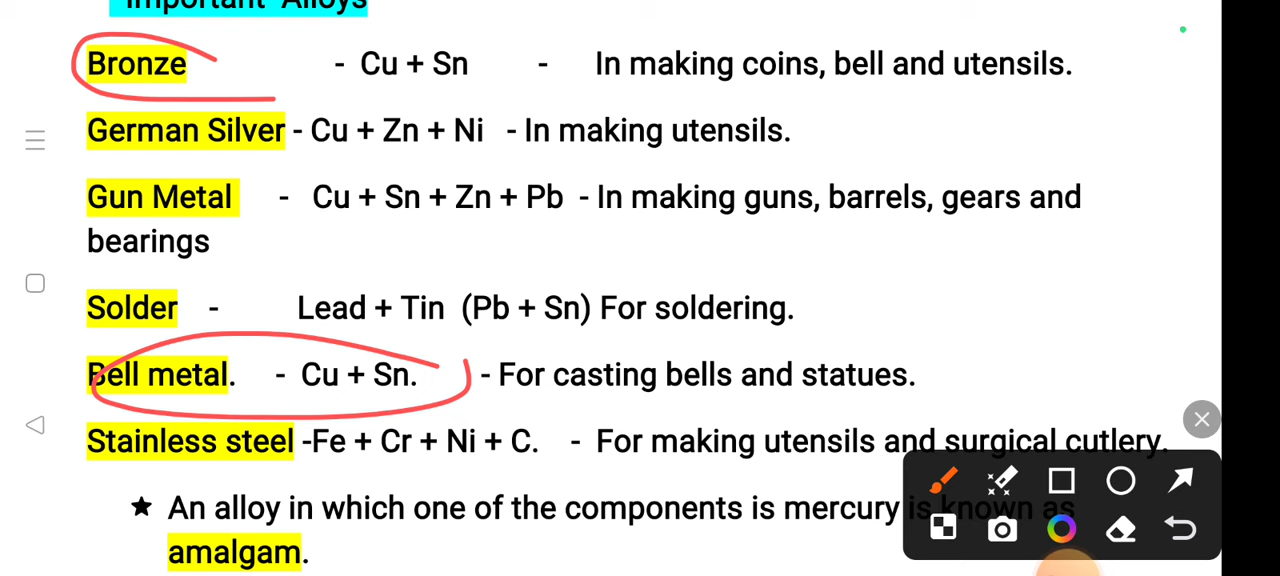 Important Alloys
Bronze - Cu + Sn - In making coins, bell and utensils.
German Silver - Cu + Zn + Ni - In making utensils.
Gun Metal - Cu + Sn + Zn + Pb - In making guns, barrels, gears and
bearings
Solder - Lead + Tin (Pb + Sn) For soldering.
Bell metal. - Cu + Sn. - For casting bells and statues.
Stainless steel -Fe + Cr + Ni + C. - For making utensils and surgical cutlery.
★ An alloy in which one of the components is mercury is known as
amalgam.